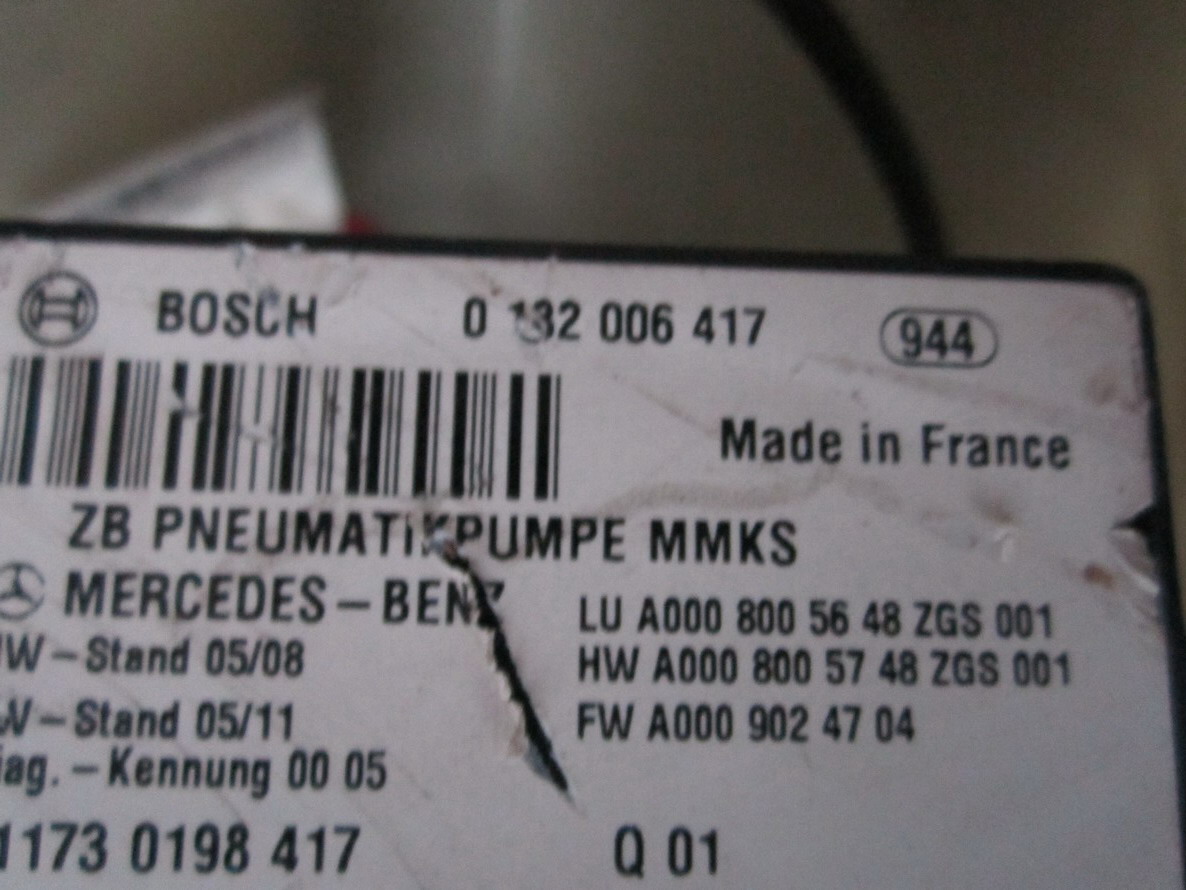 BOSCH 0 132 006 417 944
Made in France
ZB PNEUMATIKPUMPE MMKS
MERCEDES-BENZ LU A000 800 56 48 ZGS 001
W-Stand 05/08 HW A000 800 57 48 ZGS 001
W-Stand 05/11 FW A000 902 47 04
iag.-Kennung 00 05
1173 0198 417 Q 01